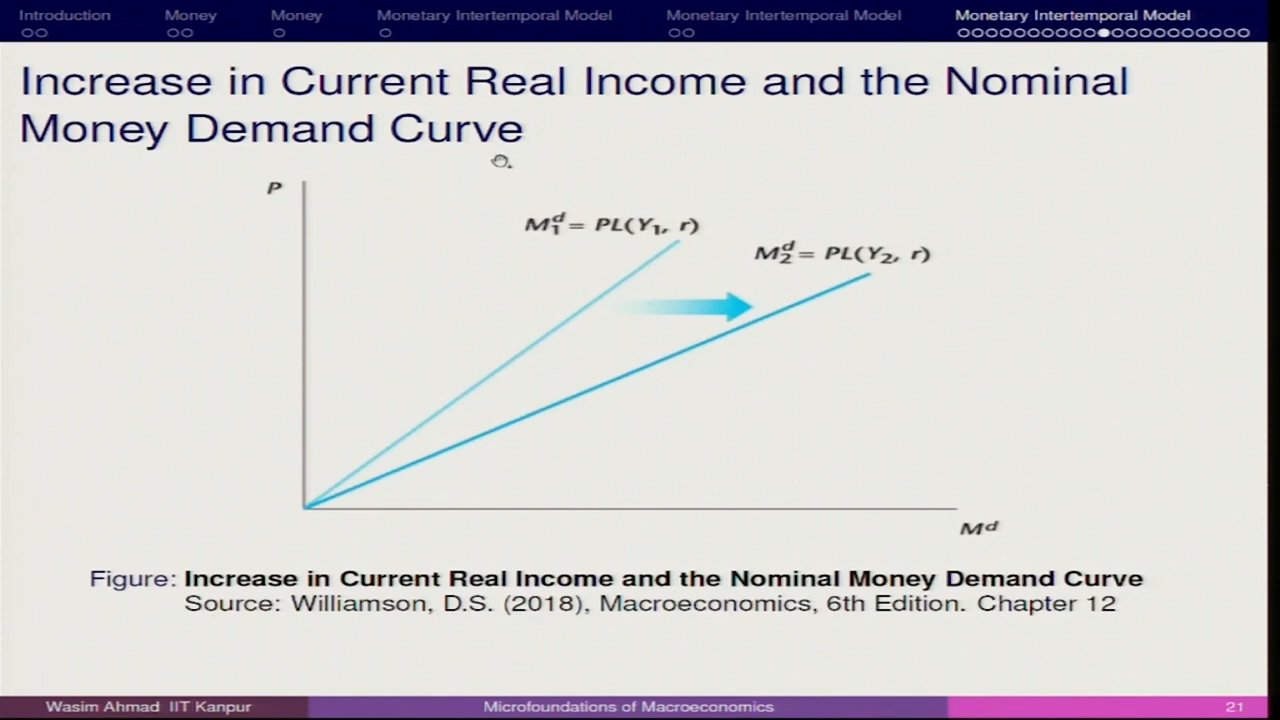 Introduction Money Money Monetary Intertemporal Model Monetary Intertemporal Model Monetary Intertemporal Model
Increase in Current Real Income and the Nominal
Money Demand Curve
P
M₁ᵈ = PL(Y₁, r)
M₂ᵈ = PL(Y₂, r)
Mᵈ
Figure: Increase in Current Real Income and the Nominal Money Demand Curve
Source: Williamson, D.S. (2018), Macroeconomics, 6th Edition. Chapter 12
Wasim Ahmad IIT Kanpur Microfoundations of Macroeconomics 21